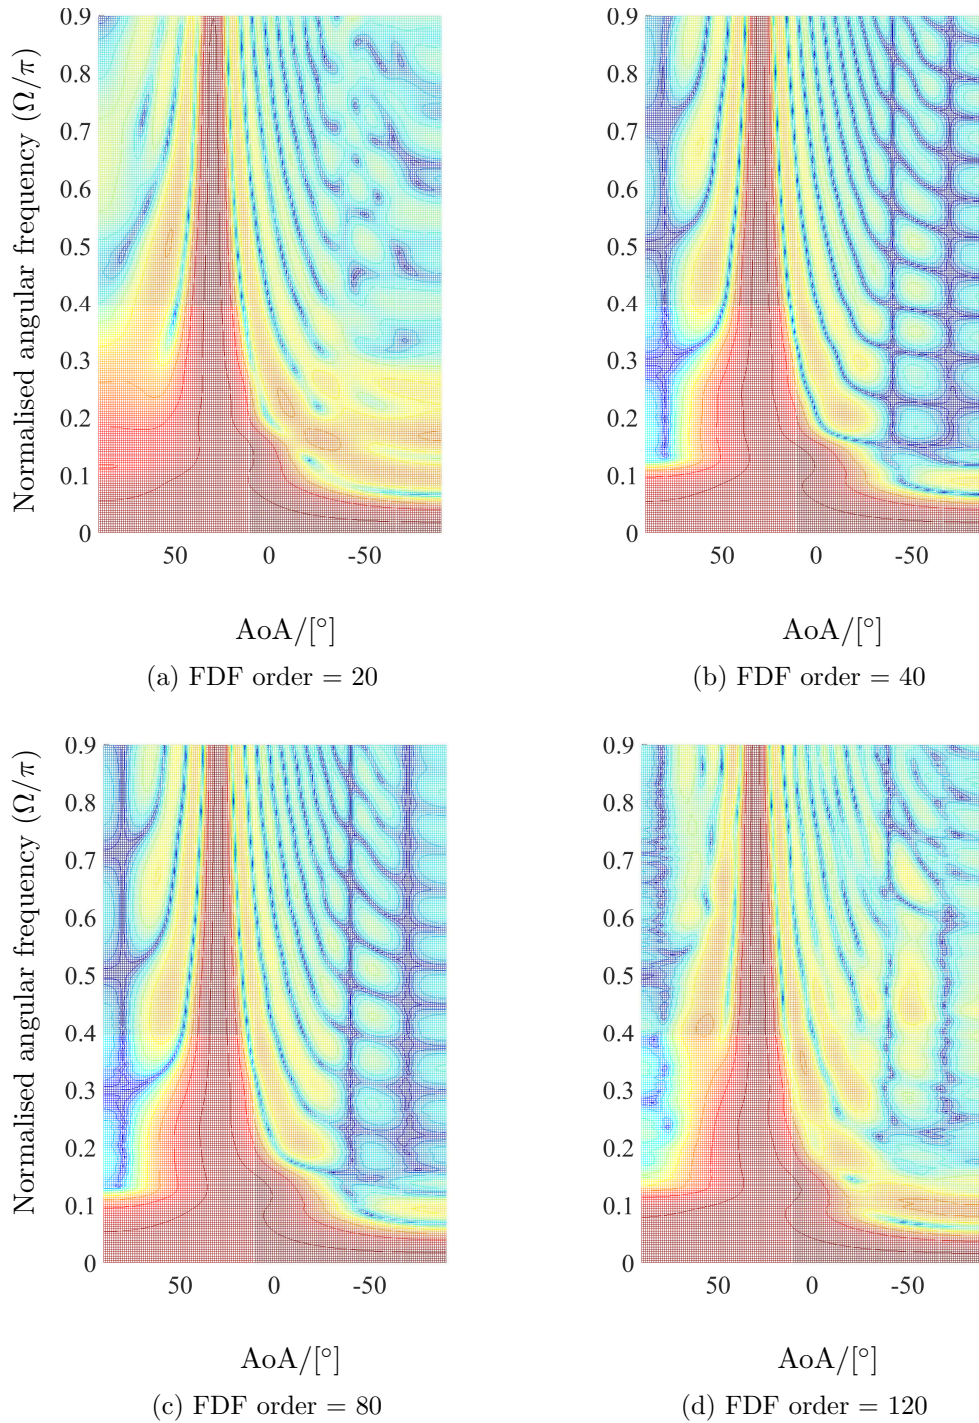 0.9
0.8
0.7
0.6
0.5
0.4
0.3
0.2
0.1
0
50 0 -50
Normalised angular frequency (Ω/π)
AoA/[°]
(a) FDF order = 20
0.9
0.8
0.7
0.6
0.5
0.4
0.3
0.2
0.1
0
50 0 -50
AoA/[°]
(b) FDF order = 40
0.9
0.8
0.7
0.6
0.5
0.4
0.3
0.2
0.1
0
50 0 -50
Normalised angular frequency (Ω/π)
AoA/[°]
(c) FDF order = 80
0.9
0.8
0.7
0.6
0.5
0.4
0.3
0.2
0.1
0
50 0 -50
AoA/[°]
(d) FDF order = 120